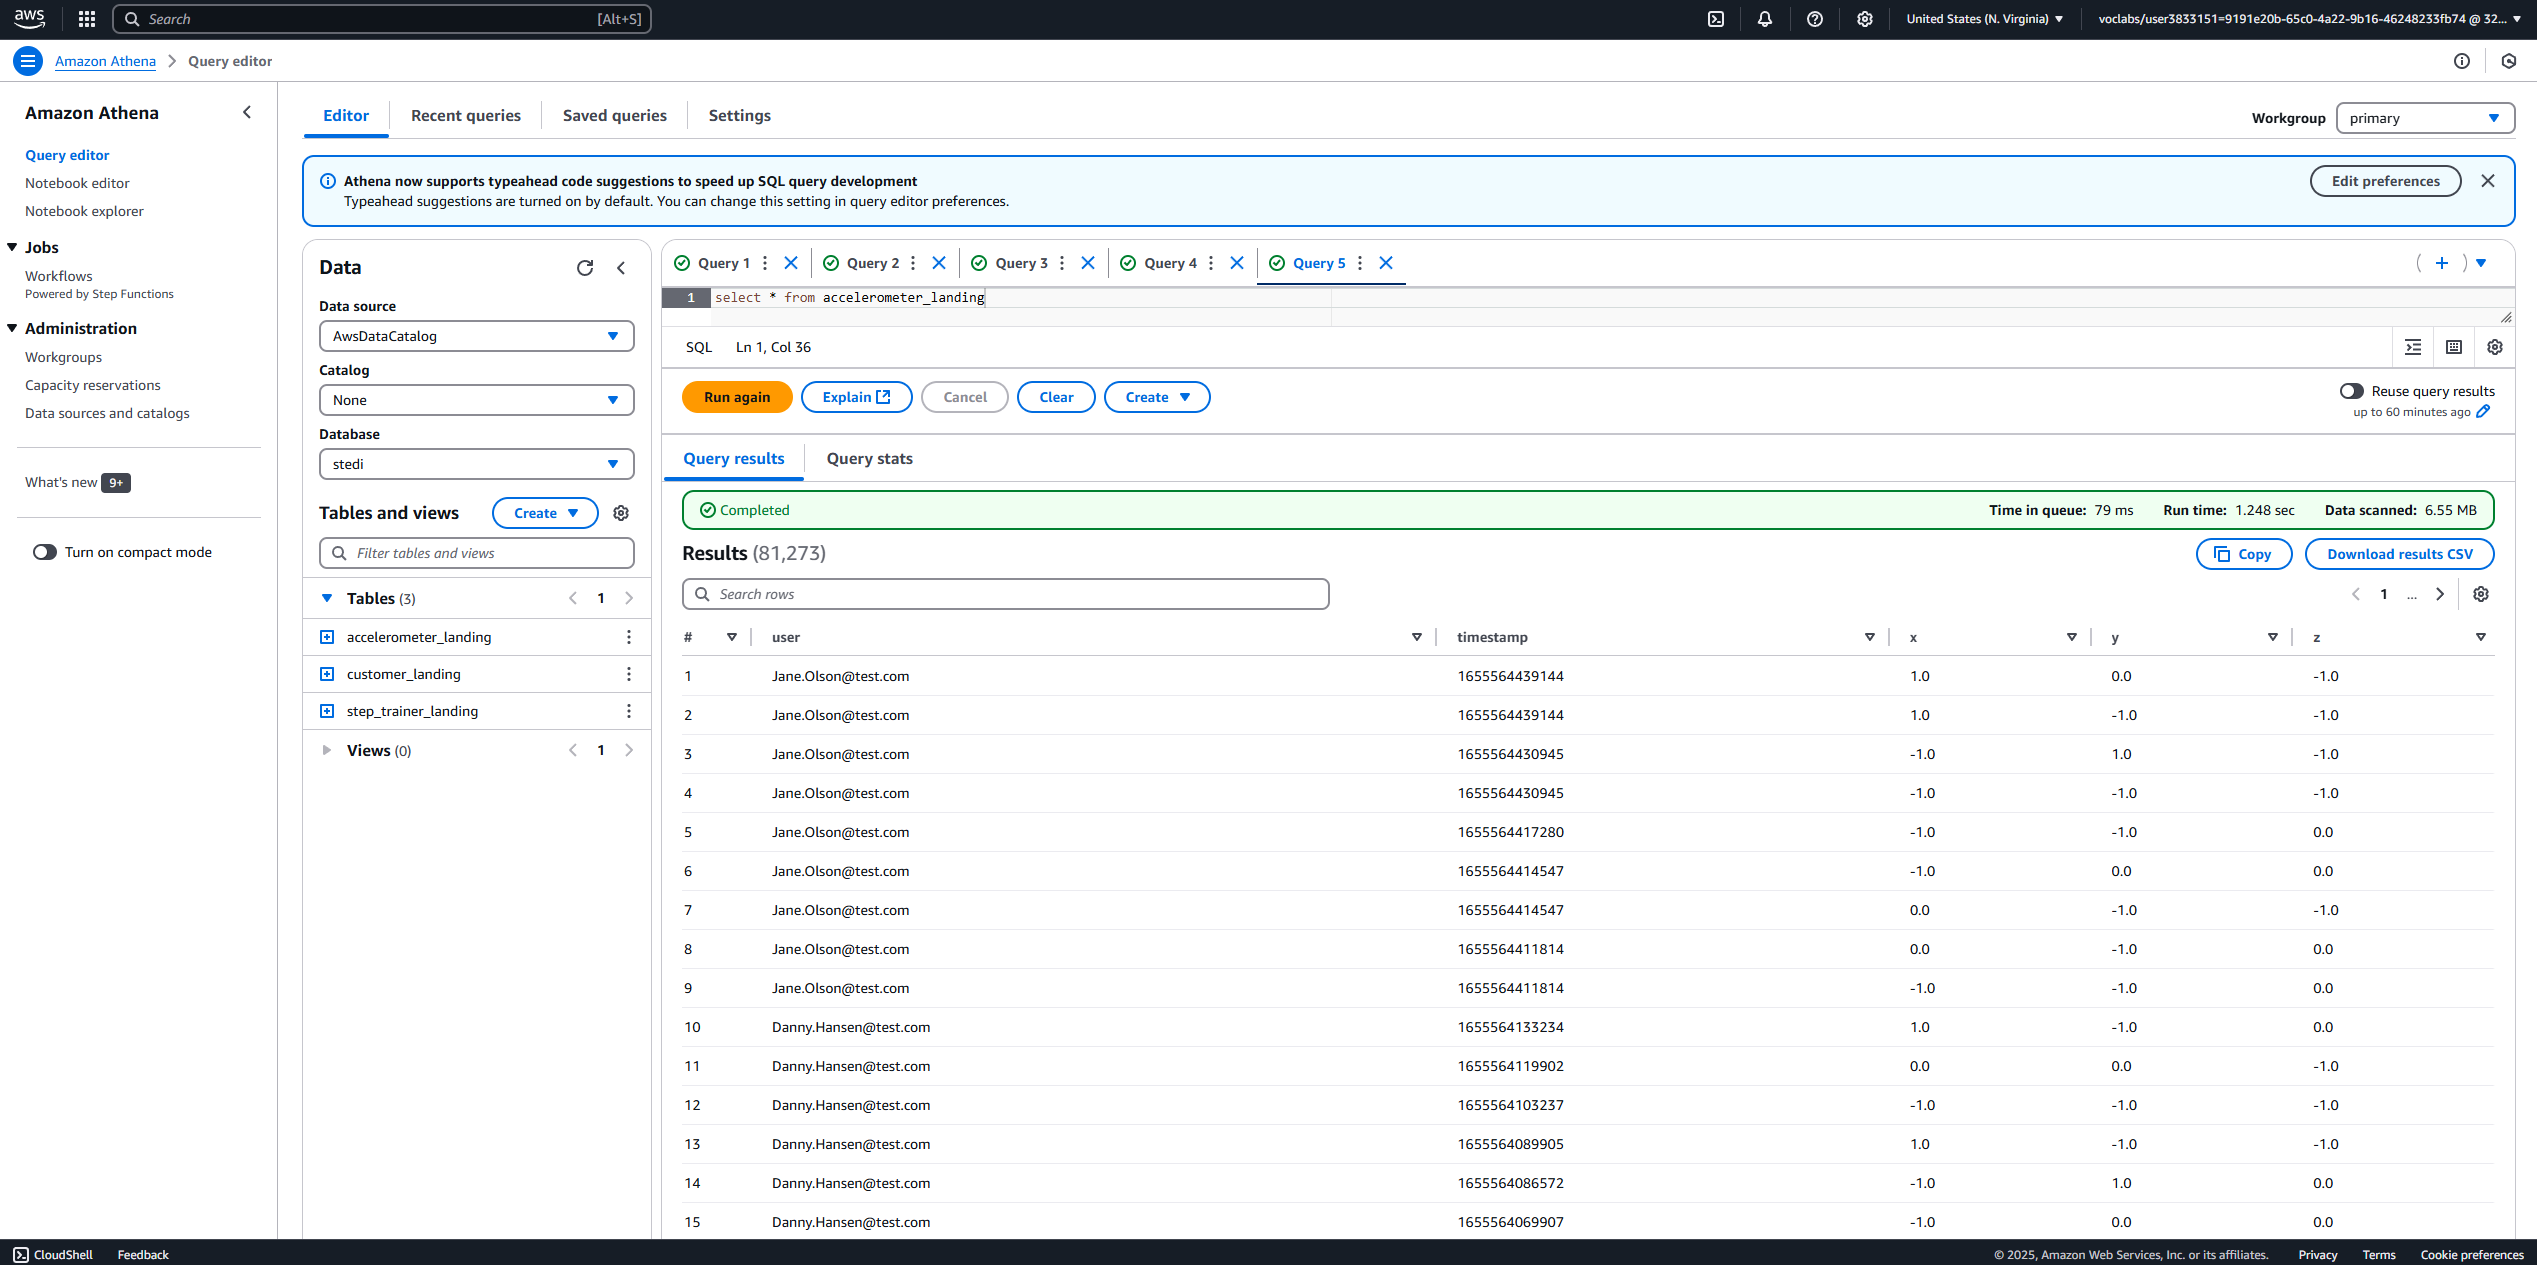 aws
Search [Alt+S]
United States (N. Virginia)
voclabs/user3833151=9191e20b-65c0-4a22-9b16-46248233fb74 @ 32...
Amazon Athena
Query editor
Amazon Athena
Query editor
Notebook editor
Notebook explorer
Jobs
Workflows
Powered by Step Functions
Administration
Workgroups
Capacity reservations
Data sources and catalogs
What's new 9+
Turn on compact mode
Editor Recent queries Saved queries Settings
Workgroup primary
Athena now supports typeahead code suggestions to speed up SQL query development
Typeahead suggestions are turned on by default. You can change this setting in query editor preferences.
Edit preferences
Data
Data source
AwsDataCatalog
Catalog
None
Database
stedi
Tables and views Create
Filter tables and views
Tables (3) 1
accelerometer_landing
customer_landing
step_trainer_landing
Views (0) 1
Query 1 Query 2 Query 3 Query 4 Query 5
1 select * from accelerometer_landing
SQL Ln 1, Col 36
Run again Explain Cancel Clear Create
Reuse query results
up to 60 minutes ago
Query results Query stats
Completed
Time in queue: 79 ms Run time: 1.248 sec Data scanned: 6.55 MB
Results (81,273)
Copy Download results CSV
Search rows
1 ...
# user timestamp x y z
1 Jane.Olson@test.com 1655564439144 1.0 0.0 -1.0
2 Jane.Olson@test.com 1655564439144 1.0 -1.0 -1.0
3 Jane.Olson@test.com 1655564430945 -1.0 1.0 -1.0
4 Jane.Olson@test.com 1655564430945 -1.0 -1.0 -1.0
5 Jane.Olson@test.com 1655564417280 -1.0 -1.0 0.0
6 Jane.Olson@test.com 1655564414547 -1.0 0.0 0.0
7 Jane.Olson@test.com 1655564414547 0.0 -1.0 -1.0
8 Jane.Olson@test.com 1655564411814 0.0 -1.0 0.0
9 Jane.Olson@test.com 1655564411814 -1.0 -1.0 0.0
10 Danny.Hansen@test.com 1655564133234 1.0 -1.0 0.0
11 Danny.Hansen@test.com 1655564119902 0.0 0.0 -1.0
12 Danny.Hansen@test.com 1655564103237 -1.0 -1.0 -1.0
13 Danny.Hansen@test.com 1655564089905 1.0 -1.0 -1.0
14 Danny.Hansen@test.com 1655564086572 -1.0 1.0 0.0
15 Danny.Hansen@test.com 1655564069907 -1.0 0.0 0.0
CloudShell Feedback
© 2025, Amazon Web Services, Inc. or its affiliates. Privacy Terms Cookie preferences